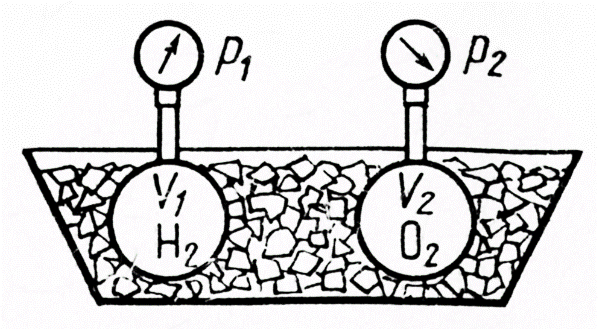 p₁ p₂
V₁ V₂
H₂ O₂